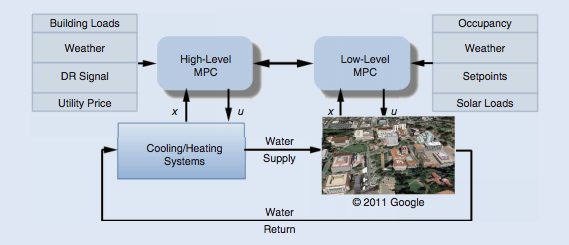 Building Loads
Weather
DR Signal
Utility Price
High-Level
MPC
Low-Level
MPC
Occupancy
Weather
Setpoints
Solar Loads
x
u
x
u
Cooling/Heating
Systems
Water
Supply
© 2011 Google
Water
Return